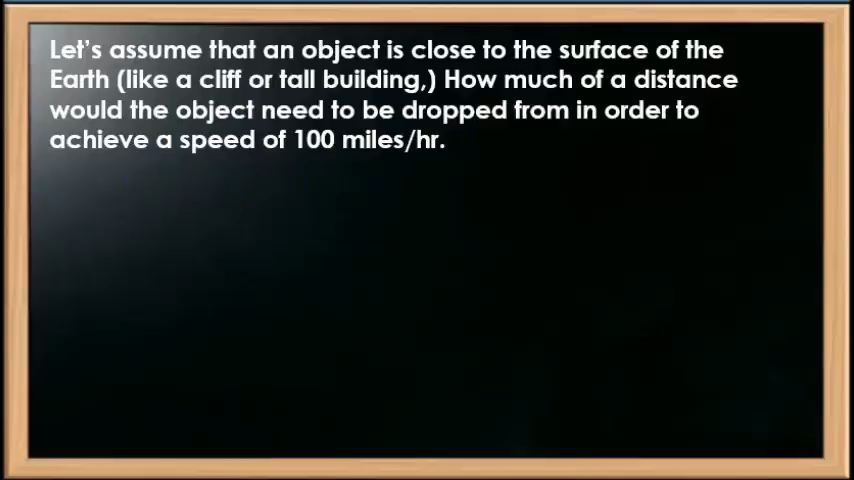 Let's assume that an object is close to the surface of the
Earth (like a cliff or tall building,) How much of a distance
would the object need to be dropped from in order to
achieve a speed of 100 miles/hr.